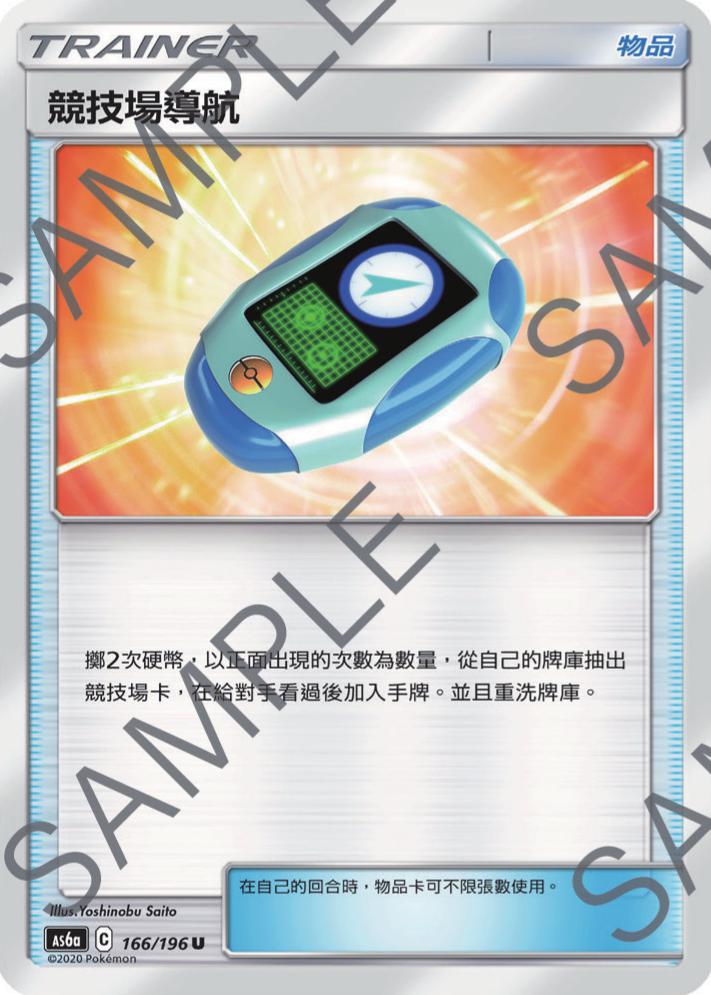 TRAINER
物品
競技場導航
擲2次硬幣，以正面出現的次數為數量，從自己的牌庫抽出
競技場卡，在給對手看過後加入手牌。並且重洗牌庫。
在自己的回合時，物品卡可不限張數使用。
Illus.Yoshinobu Saito
AS6a C 166/196 U
©2020 Pokémon
SAMPLE
SAMPLE
SAMPLE
SAMPLE